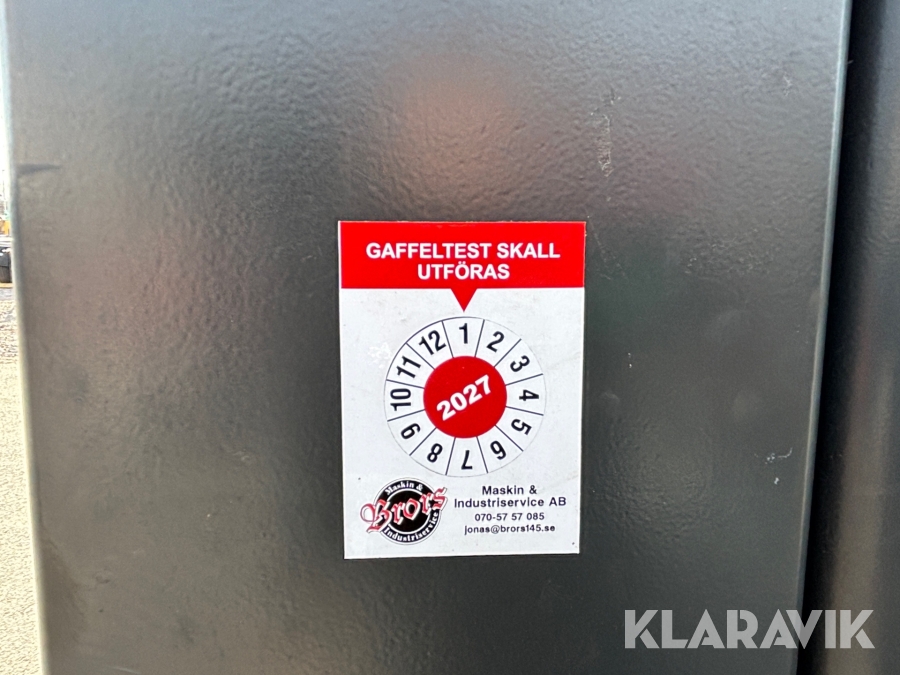 GAFFELTEST SKALL
UTFÖRAS
1
2
3
4
5
6
7
8
9
10
11
12
2027
Maskin &
Brors
Industriservice
Maskin &
Industriservice AB
070-57 57 085
jonas@brors145.se
KLARAVIK